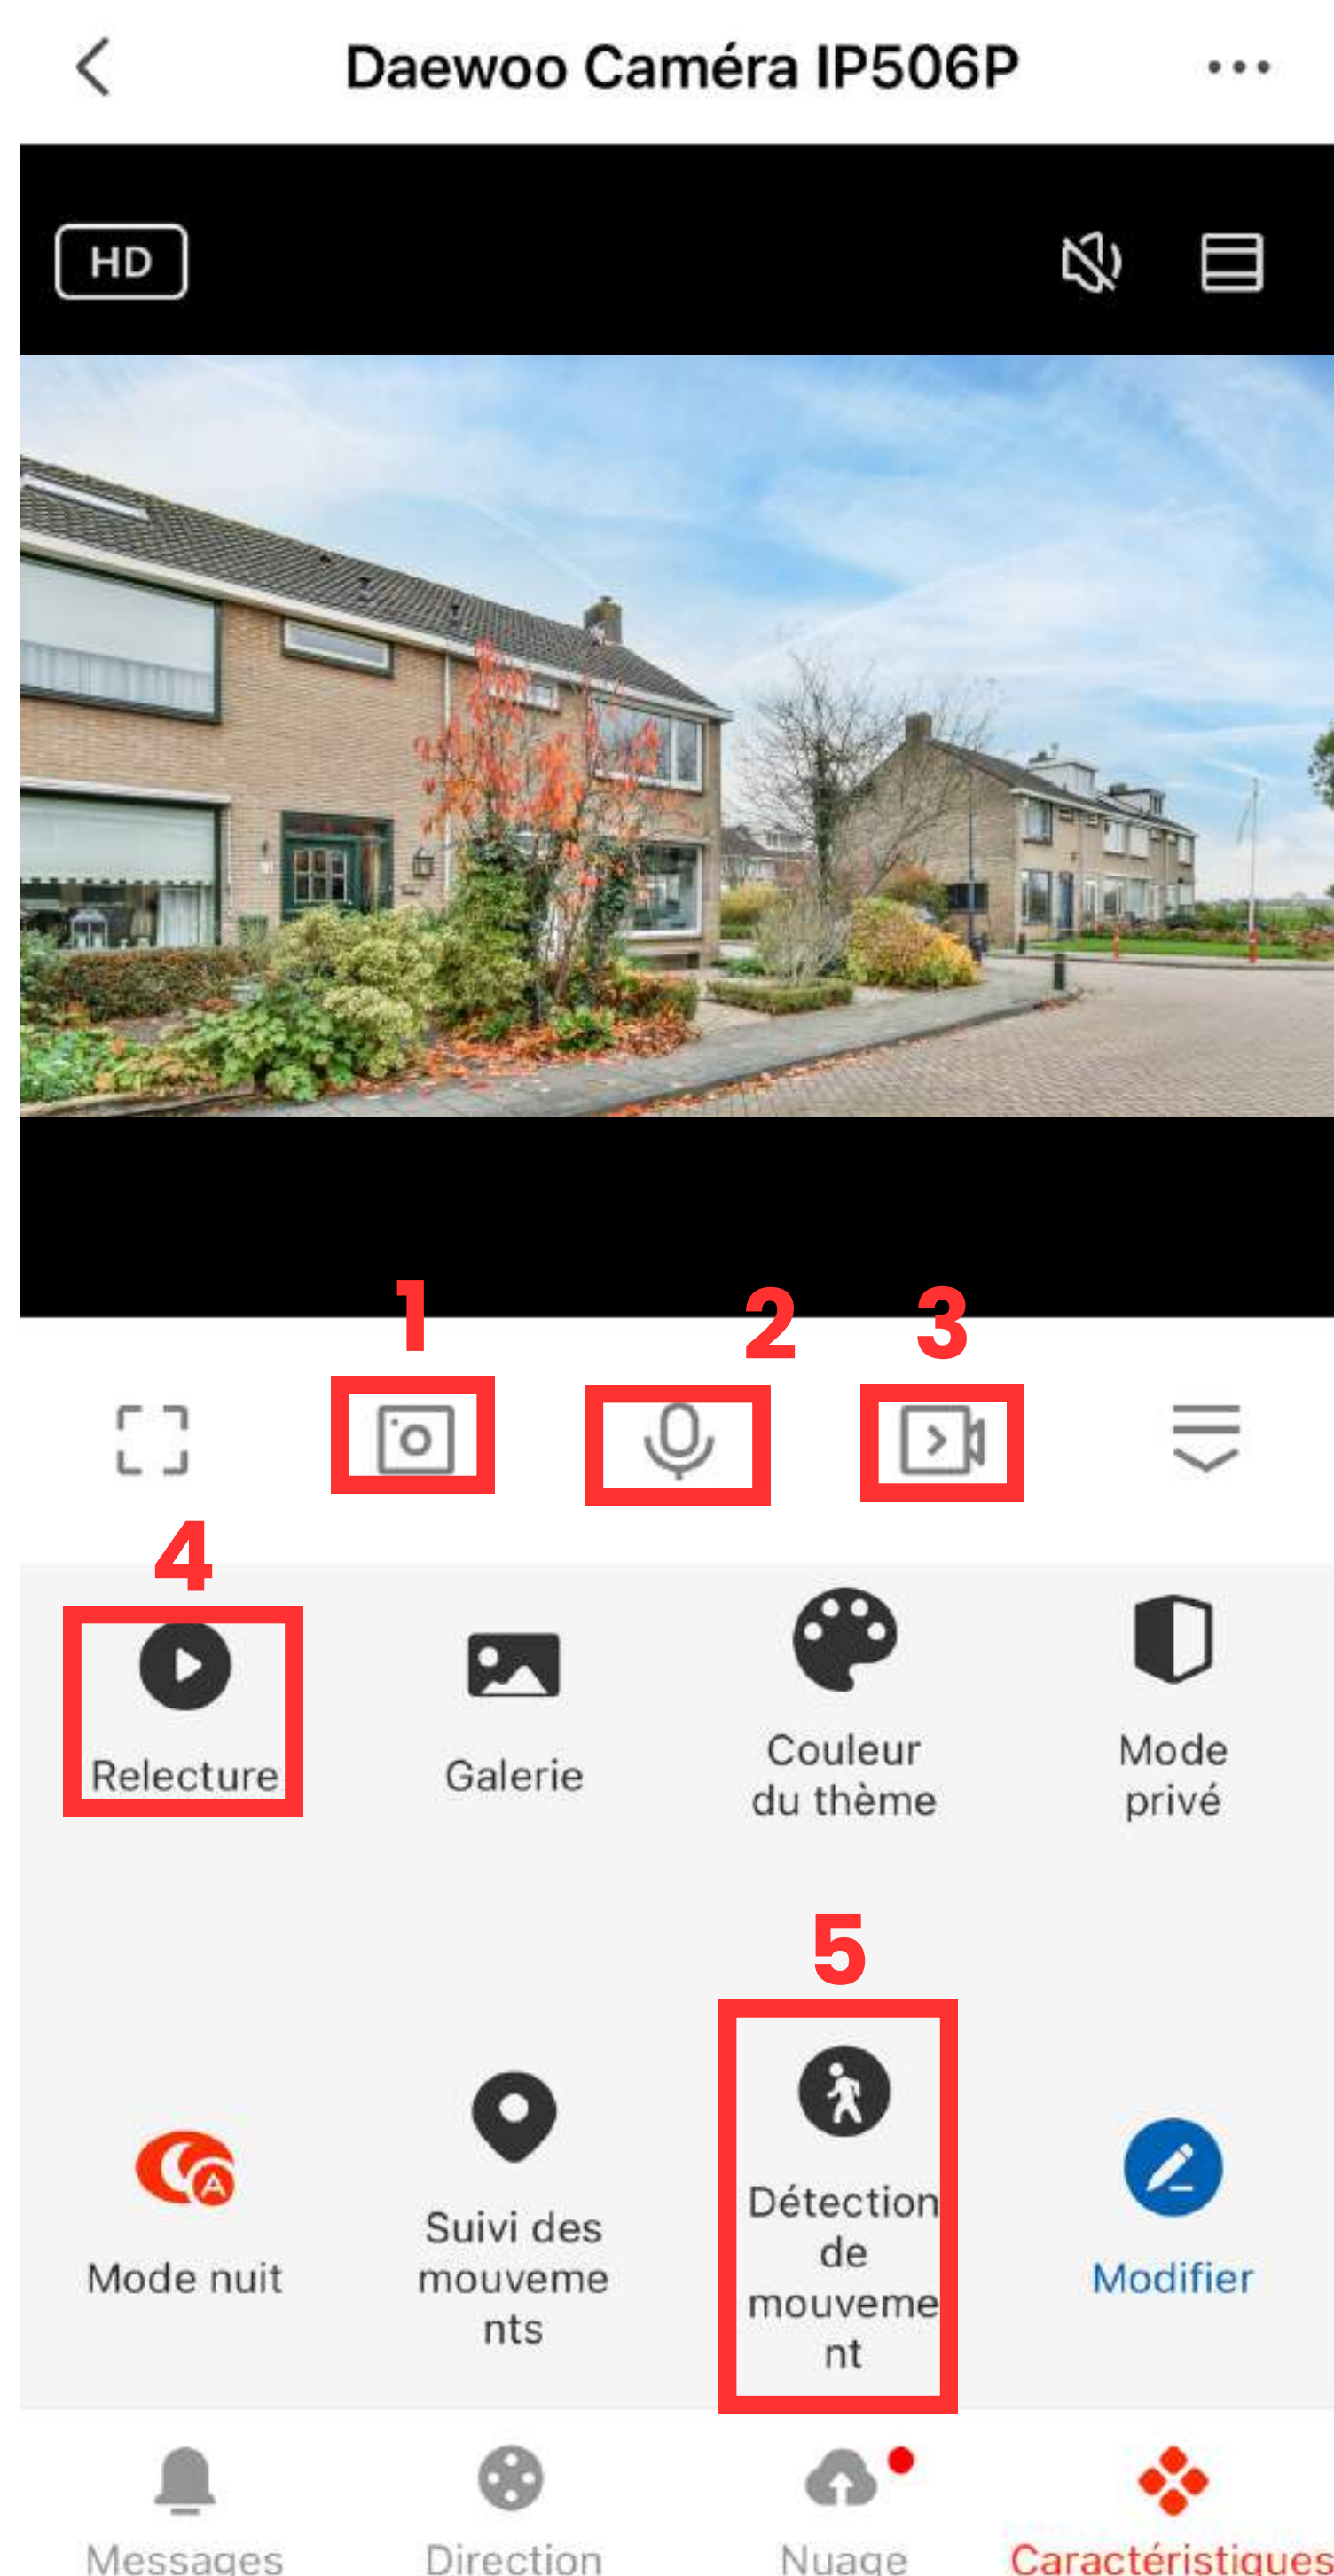 Daewoo Caméra IP506P
HD
1
2
3
4
Relecture
Galerie
Couleur
du thème
Mode
privé
5
Mode nuit
Suivi des
mouveme
nts
Détection
de
mouveme
nt
Modifier
Messages
Direction
Nuage
Caractéristiques